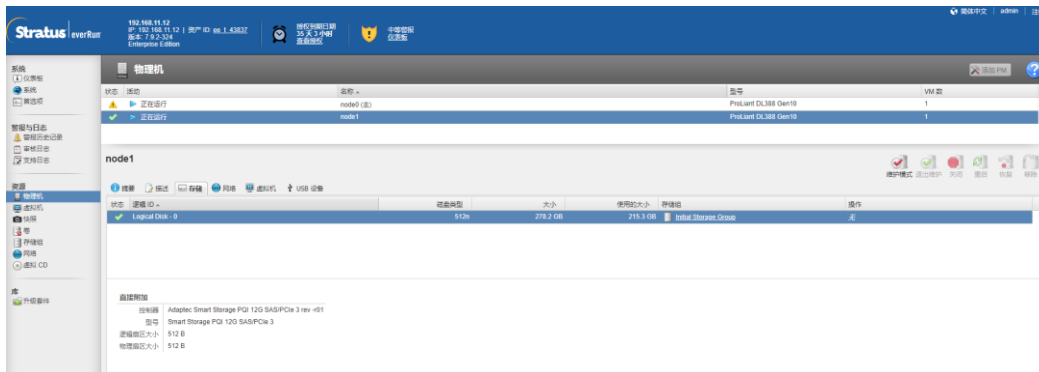 Stratus everRun
192.168.11.12
IP: 192.168.11.12 | 资产 ID: ee_1_43837
版本: 7.9.2-324
Enterprise Edition
授权到期日期
35 天 3 小时
查看授权
中等警报
仪表板
简体中文 | admin | 注
系统
仪表板
系统
首选项
警报与日志
警报历史记录
审核日志
支持日志
资源
物理机
虚拟机
快照
卷
存储组
网络
虚拟 CD
库
升级套件
物理机
添加 PM
状态 活动 名称 型号 VM 数
正在运行 node0 (主) ProLiant DL388 Gen10 1
正在运行 node1 ProLiant DL388 Gen10 1
node1
维护模式 退出维护 关闭 重启 恢复 移除
摘要 描述 存储 网络 虚拟机 USB 设备
状态 逻辑 ID 磁盘类型 大小 使用的大小 存储组 操作
Logical Disk - 0 512n 278.2 GB 215.3 GB Initial Storage Group 无
直接附加
控制器 Adaptec Smart Storage PQI 12G SAS/PCIe 3 rev -r01
型号 Smart Storage PQI 12G SAS/PCIe 3
逻辑扇区大小 512 B
物理扇区大小 512 B